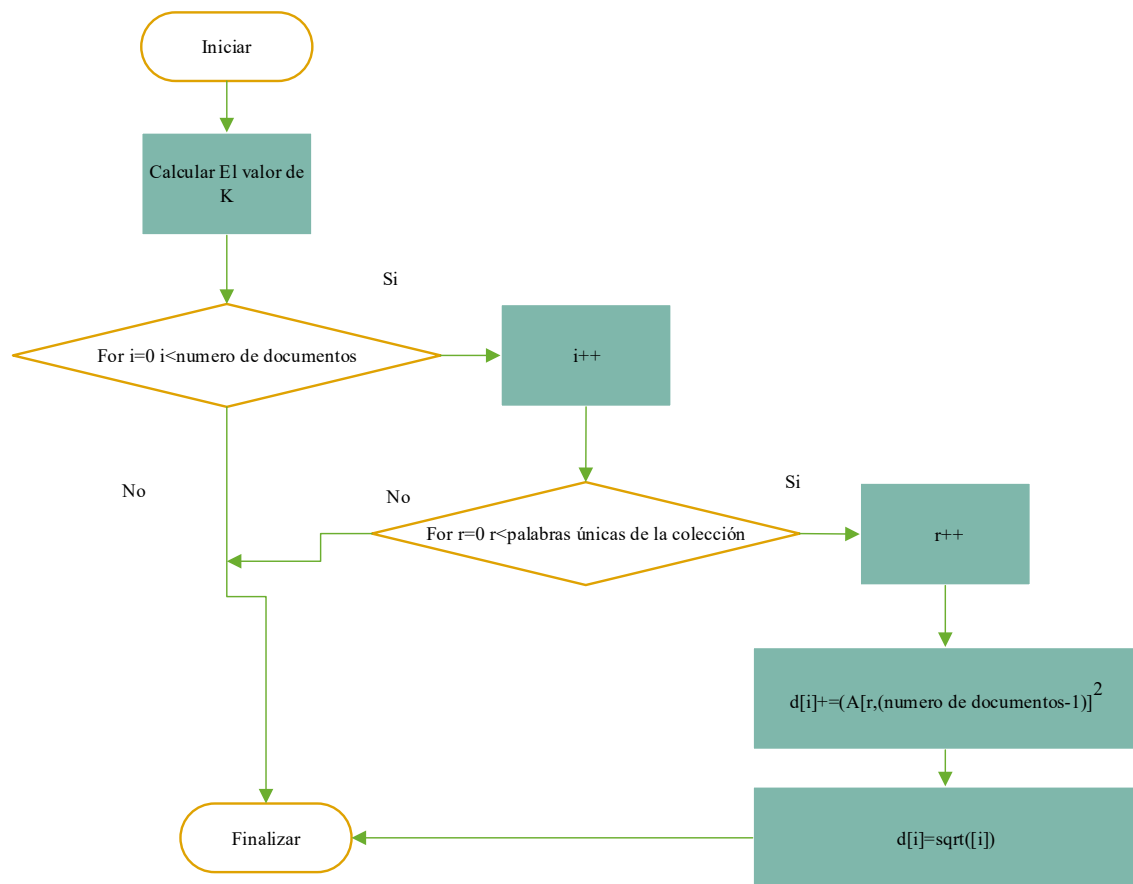 Iniciar
Calcular El valor de
K
Si
For i=0 i<numero de documentos
i++
No
No
Si
For r=0 r<palabras únicas de la colección
r++
d[i]+=(A[r,(numero de documentos-1)]^2
d[i]=sqrt([i])
Finalizar